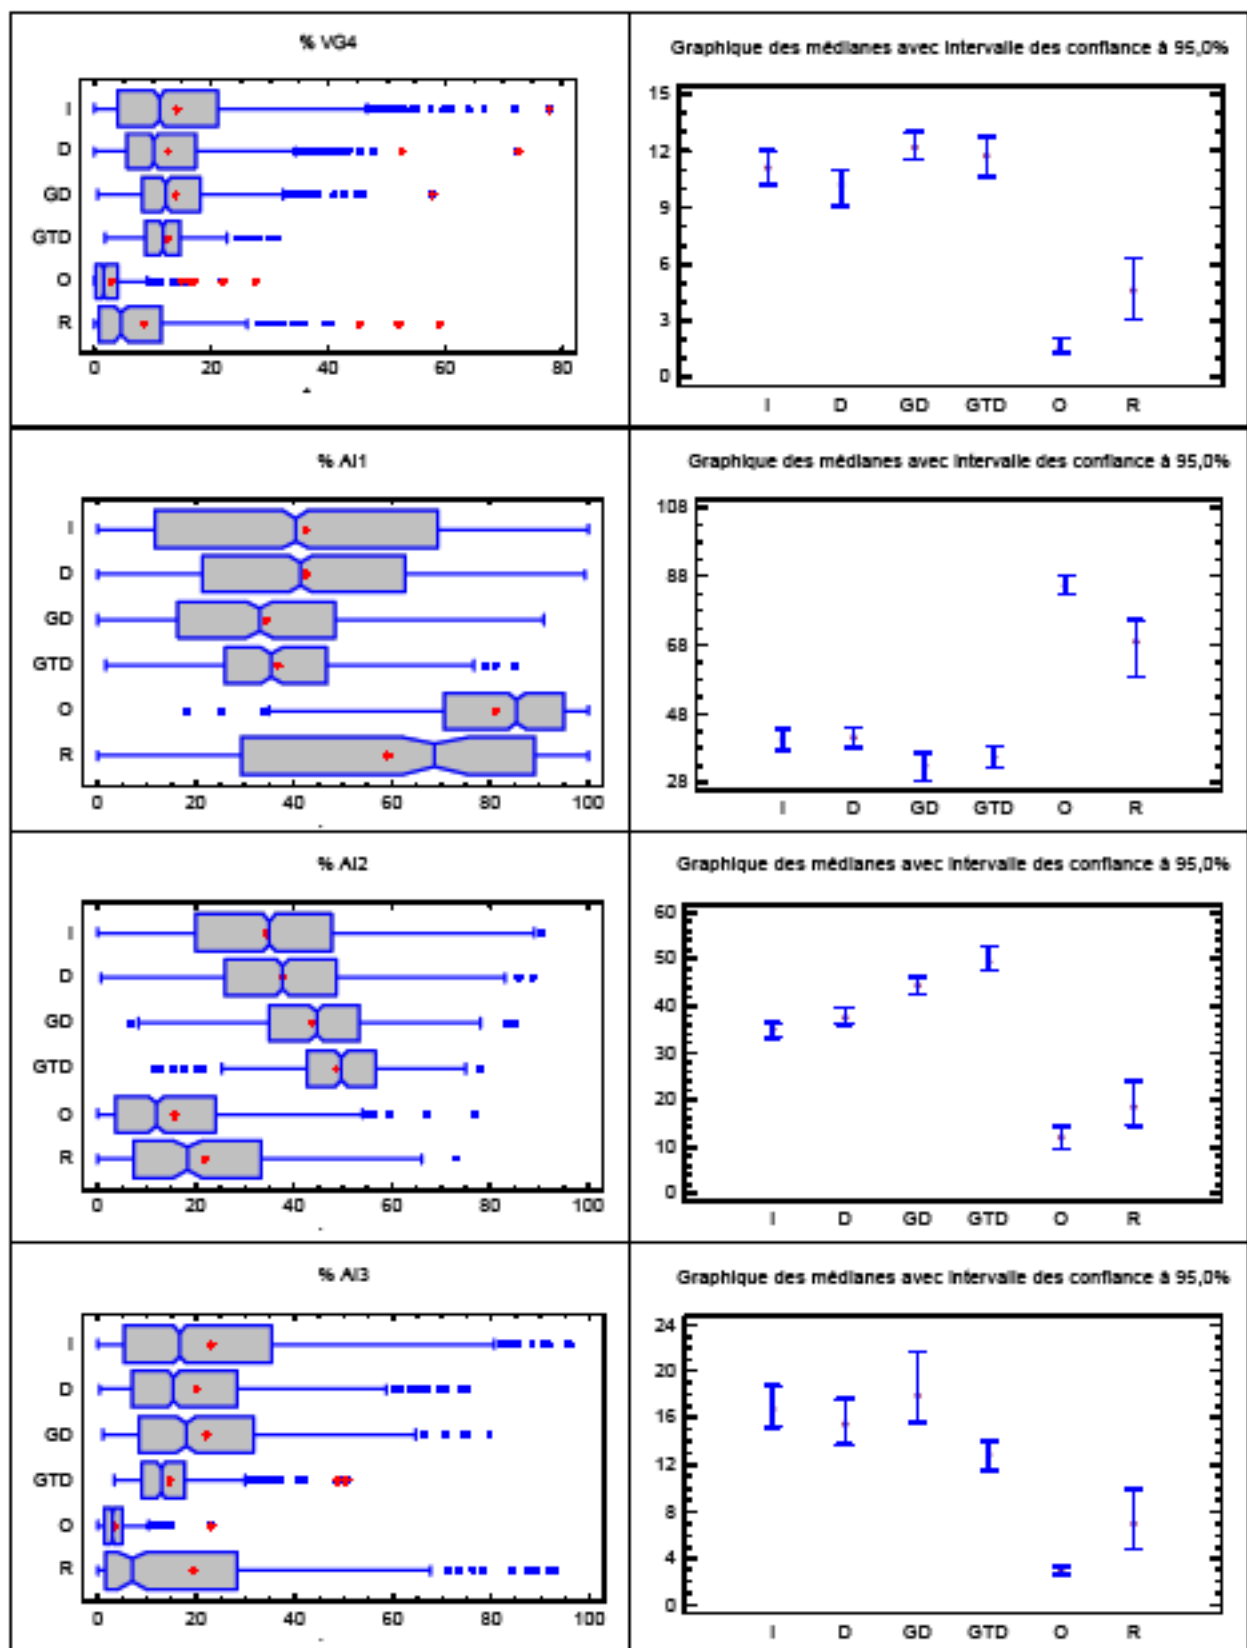 % VG4
I
D
GD
GTD
O
R
0 20 40 60 80
Graphique des médianes avec Intervalle des confiance à 95,0%
15
12
9
6
3
0
I D GD GTD O R
% AI1
I
D
GD
GTD
O
R
0 20 40 60 80 100
Graphique des médianes avec Intervalle des confiance à 95,0%
108
88
68
48
28
I D GD GTD O R
% AI2
I
D
GD
GTD
O
R
0 20 40 60 80 100
Graphique des médianes avec Intervalle des confiance à 95,0%
60
50
40
30
20
10
0
I D GD GTD O R
% AI3
I
D
GD
GTD
O
R
0 20 40 60 80 100
Graphique des médianes avec Intervalle des confiance à 95,0%
24
20
16
12
8
4
0
I D GD GTD O R